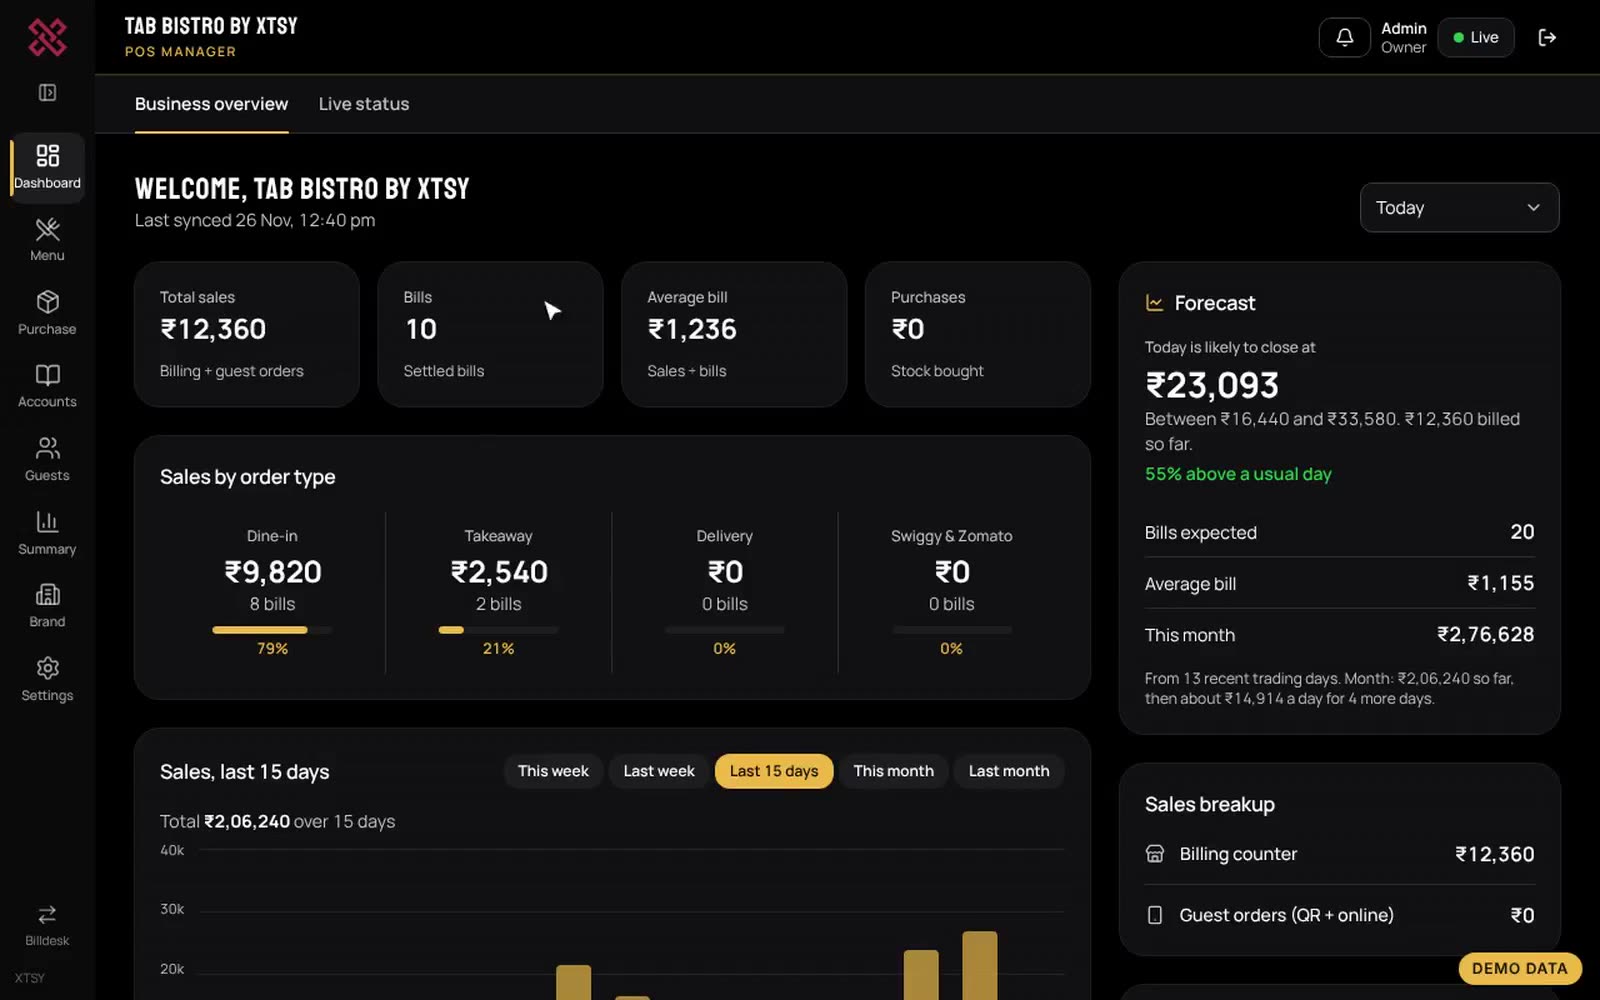 TAB BISTRO BY XTSY
POS MANAGER
Admin
Owner
Live
Dashboard
Menu
Purchase
Accounts
Guests
Summary
Brand
Settings
Billdesk
XTSY
Business overview
Live status
WELCOME, TAB BISTRO BY XTSY
Last synced 26 Nov, 12:40 pm
Today
Total sales
₹12,360
Billing + guest orders
Bills
10
Settled bills
Average bill
₹1,236
Sales ÷ bills
Purchases
₹0
Stock bought
Sales by order type
Dine-in
₹9,820
8 bills
79%
Takeaway
₹2,540
2 bills
21%
Delivery
₹0
0 bills
0%
Swiggy & Zomato
₹0
0 bills
0%
Sales, last 15 days
This week
Last week
Last 15 days
This month
Last month
Total ₹2,06,240 over 15 days
40k
30k
20k
Forecast
Today is likely to close at
₹23,093
Between ₹16,440 and ₹33,580. ₹12,360 billed
so far.
55% above a usual day
Bills expected 20
Average bill ₹1,155
This month ₹2,76,628
From 13 recent trading days. Month: ₹2,06,240 so far,
then about ₹14,914 a day for 4 more days.
Sales breakup
Billing counter ₹12,360
Guest orders (QR + online) ₹0
DEMO DATA